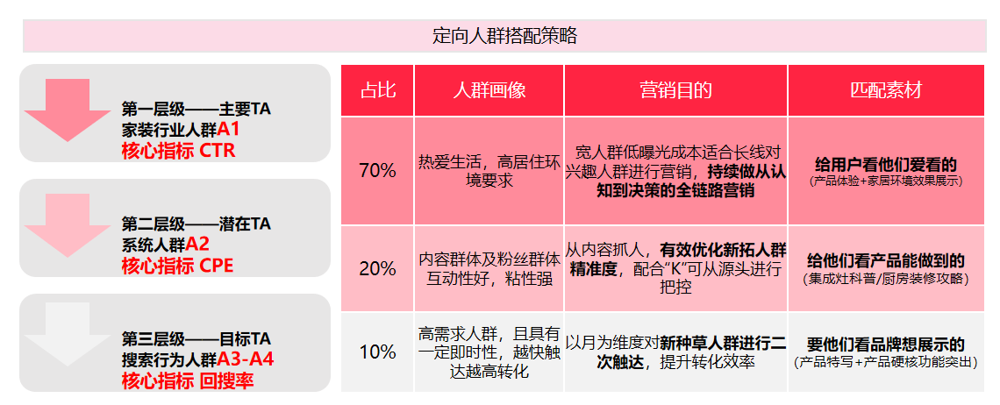 定向人群搭配策略
第一层级——主要TA
家装行业人群A1
核心指标 CTR
第二层级——潜在TA
系统人群A2
核心指标 CPE
第三层级——目标TA
搜索行为人群A3-A4
核心指标 回搜率
占比
人群画像
营销目的
匹配素材
70%
热爱生活，高居住环
境要求
宽人群低曝光成本适合长线对
兴趣人群进行营销，持续做从认
知到决策的全链路营销
给用户看他们爱看的
(产品体验+家居环境效果展示)
20%
内容群体及粉丝群体
互动性好，粘性强
从内容抓人，有效优化新拓人群
精准度，配合“K”可从源头进行
把控
给他们看产品能做到的
（集成灶科普/厨房装修攻略）
10%
高需求人群，且具有
一定即时性，越快触
达越高转化
以月为维度对新种草人群进行二
次触达，提升转化效率
要他们看品牌想展示的
（产品特写+产品硬核功能突出）